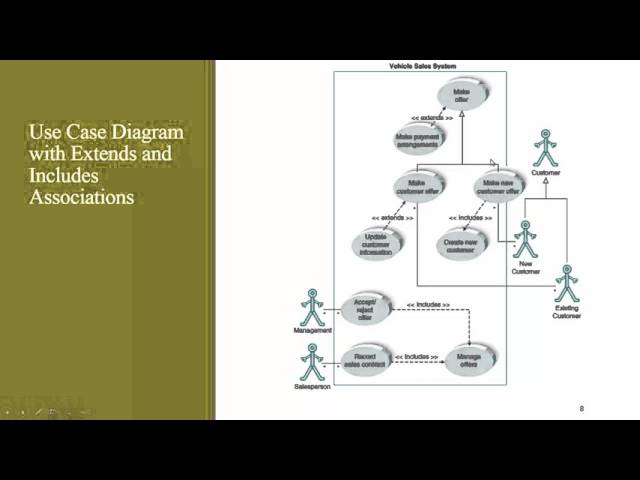 Use Case Diagram
with Extends and
Includes
Associations
Vehicle Sales System
Make
offer
<< extends >>
Make payment
arrangements
Make
customer offer
Make new
customer offer
Customer
<< extends >>
<< includes >>
Update
customer
information
Create new
customer
New
Customer
Existing
Customer
Management
Accept/
reject
offer
<< includes >>
Salesperson
Record
sales contract
<< includes >>
Manage
offers
8